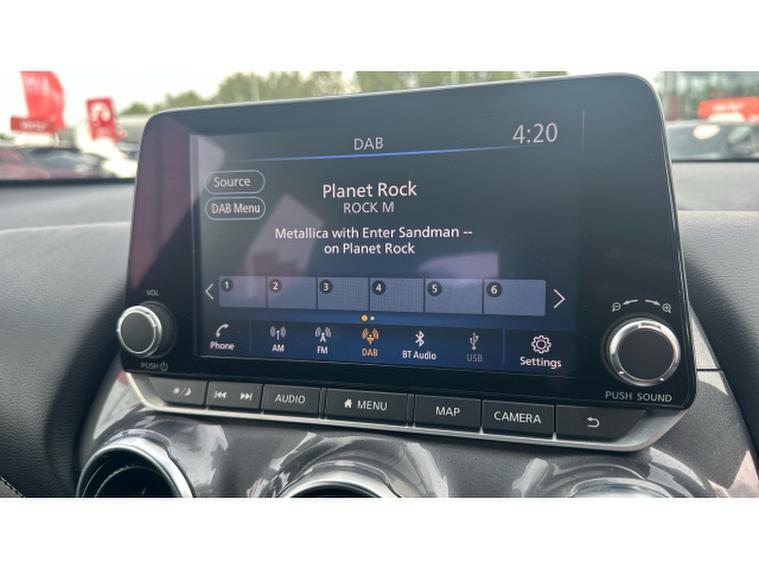 DAB
4:20
Source
Planet Rock
DAB Menu
ROCK M
Metallica with Enter Sandman --
on Planet Rock
1 2 3 4 5 6
VOL
Phone
AM
FM
DAB
BT Audio
USB
Settings
PUSH
PUSH SOUND
AUDIO
MENU
MAP
CAMERA